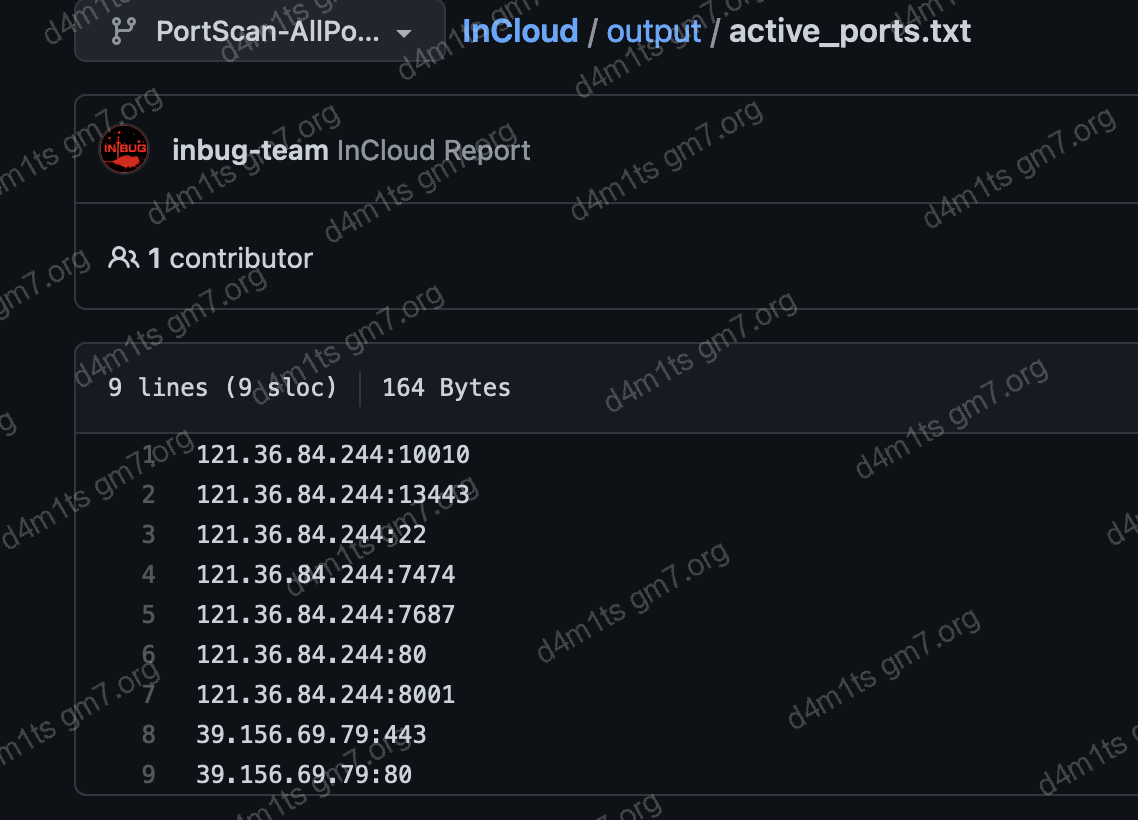 PortScan-AllPo... InCloud / output / active_ports.txt
INBUG inbug-team InCloud Report
1 contributor
9 lines (9 sloc) 164 Bytes
1 121.36.84.244:10010
2 121.36.84.244:13443
3 121.36.84.244:22
4 121.36.84.244:7474
5 121.36.84.244:7687
6 121.36.84.244:80
7 121.36.84.244:8001
8 39.156.69.79:443
9 39.156.69.79:80
d4m1ts gm7.org